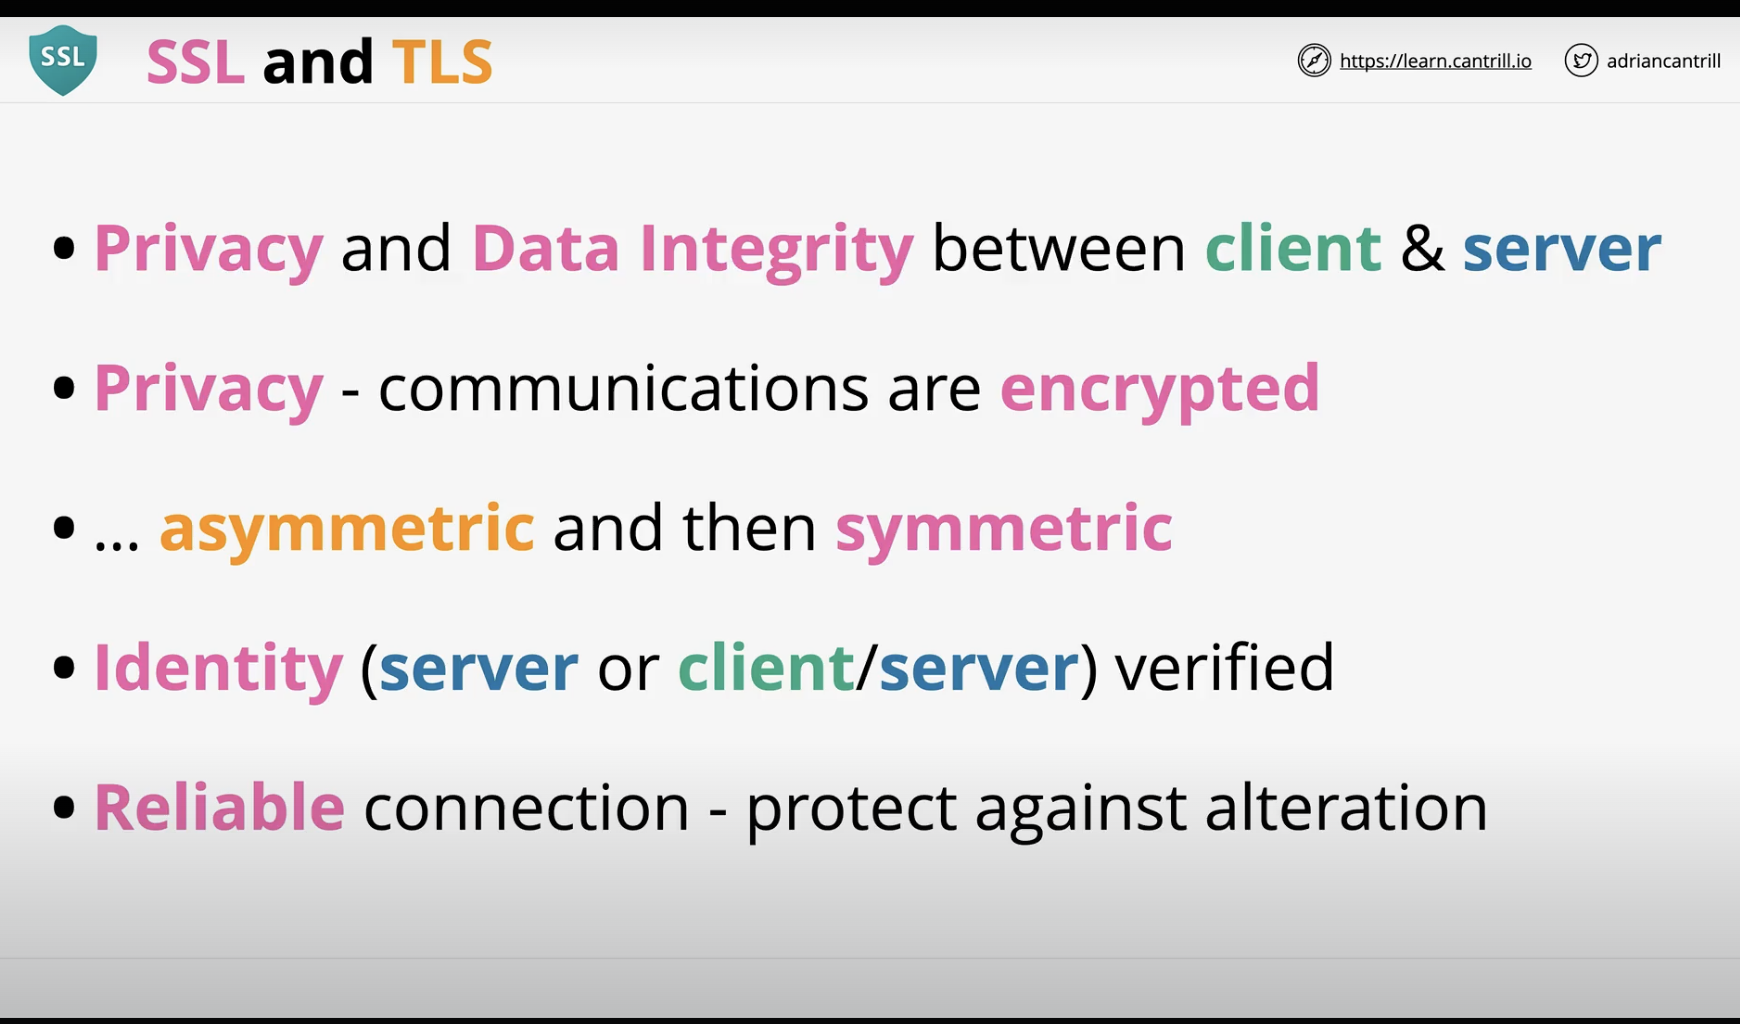 SSL
SSL and TLS
https://learn.cantrill.io
adriancantrill
• Privacy and Data Integrity between client & server
• Privacy - communications are encrypted
• ... asymmetric and then symmetric
• Identity (server or client/server) verified
• Reliable connection - protect against alteration